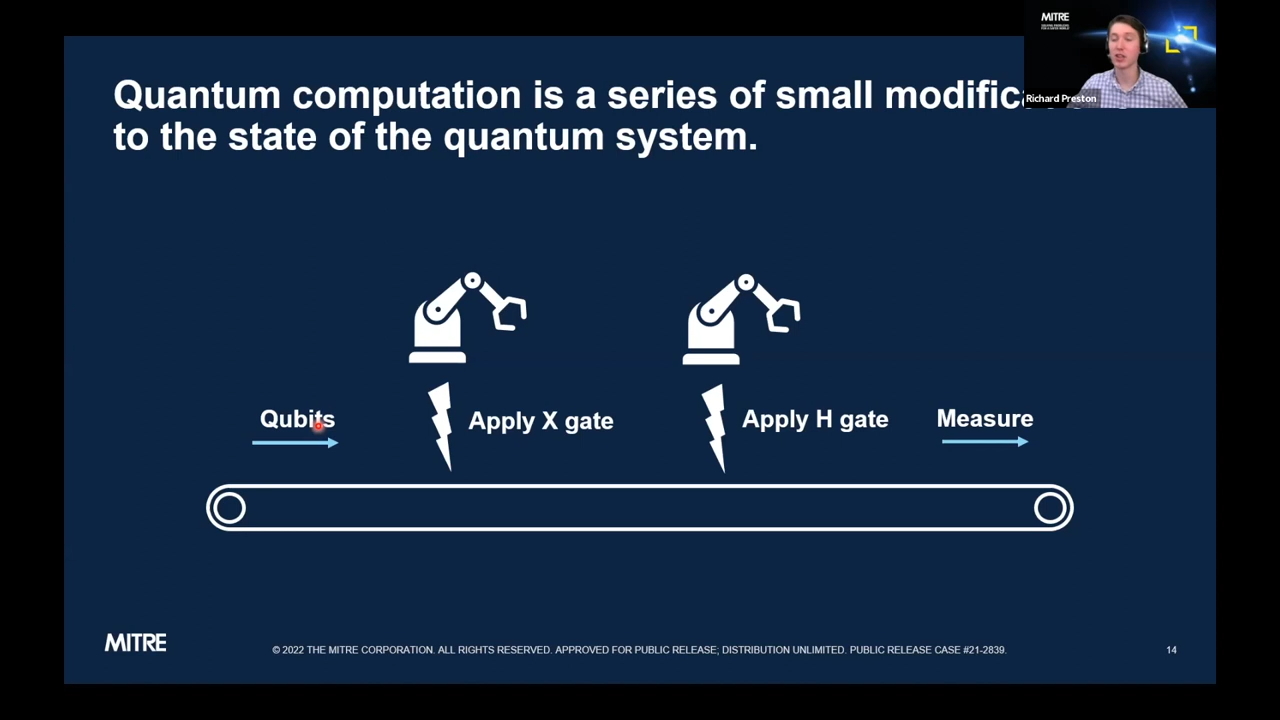 MITRE
Quantum computation is a series of small modific
to the state of the quantum system.
Richard Preston
Qubits
Apply X gate
Apply H gate
Measure
MITRE
© 2022 THE MITRE CORPORATION. ALL RIGHTS RESERVED. APPROVED FOR PUBLIC RELEASE; DISTRIBUTION UNLIMITED. PUBLIC RELEASE CASE #21-2839.
14